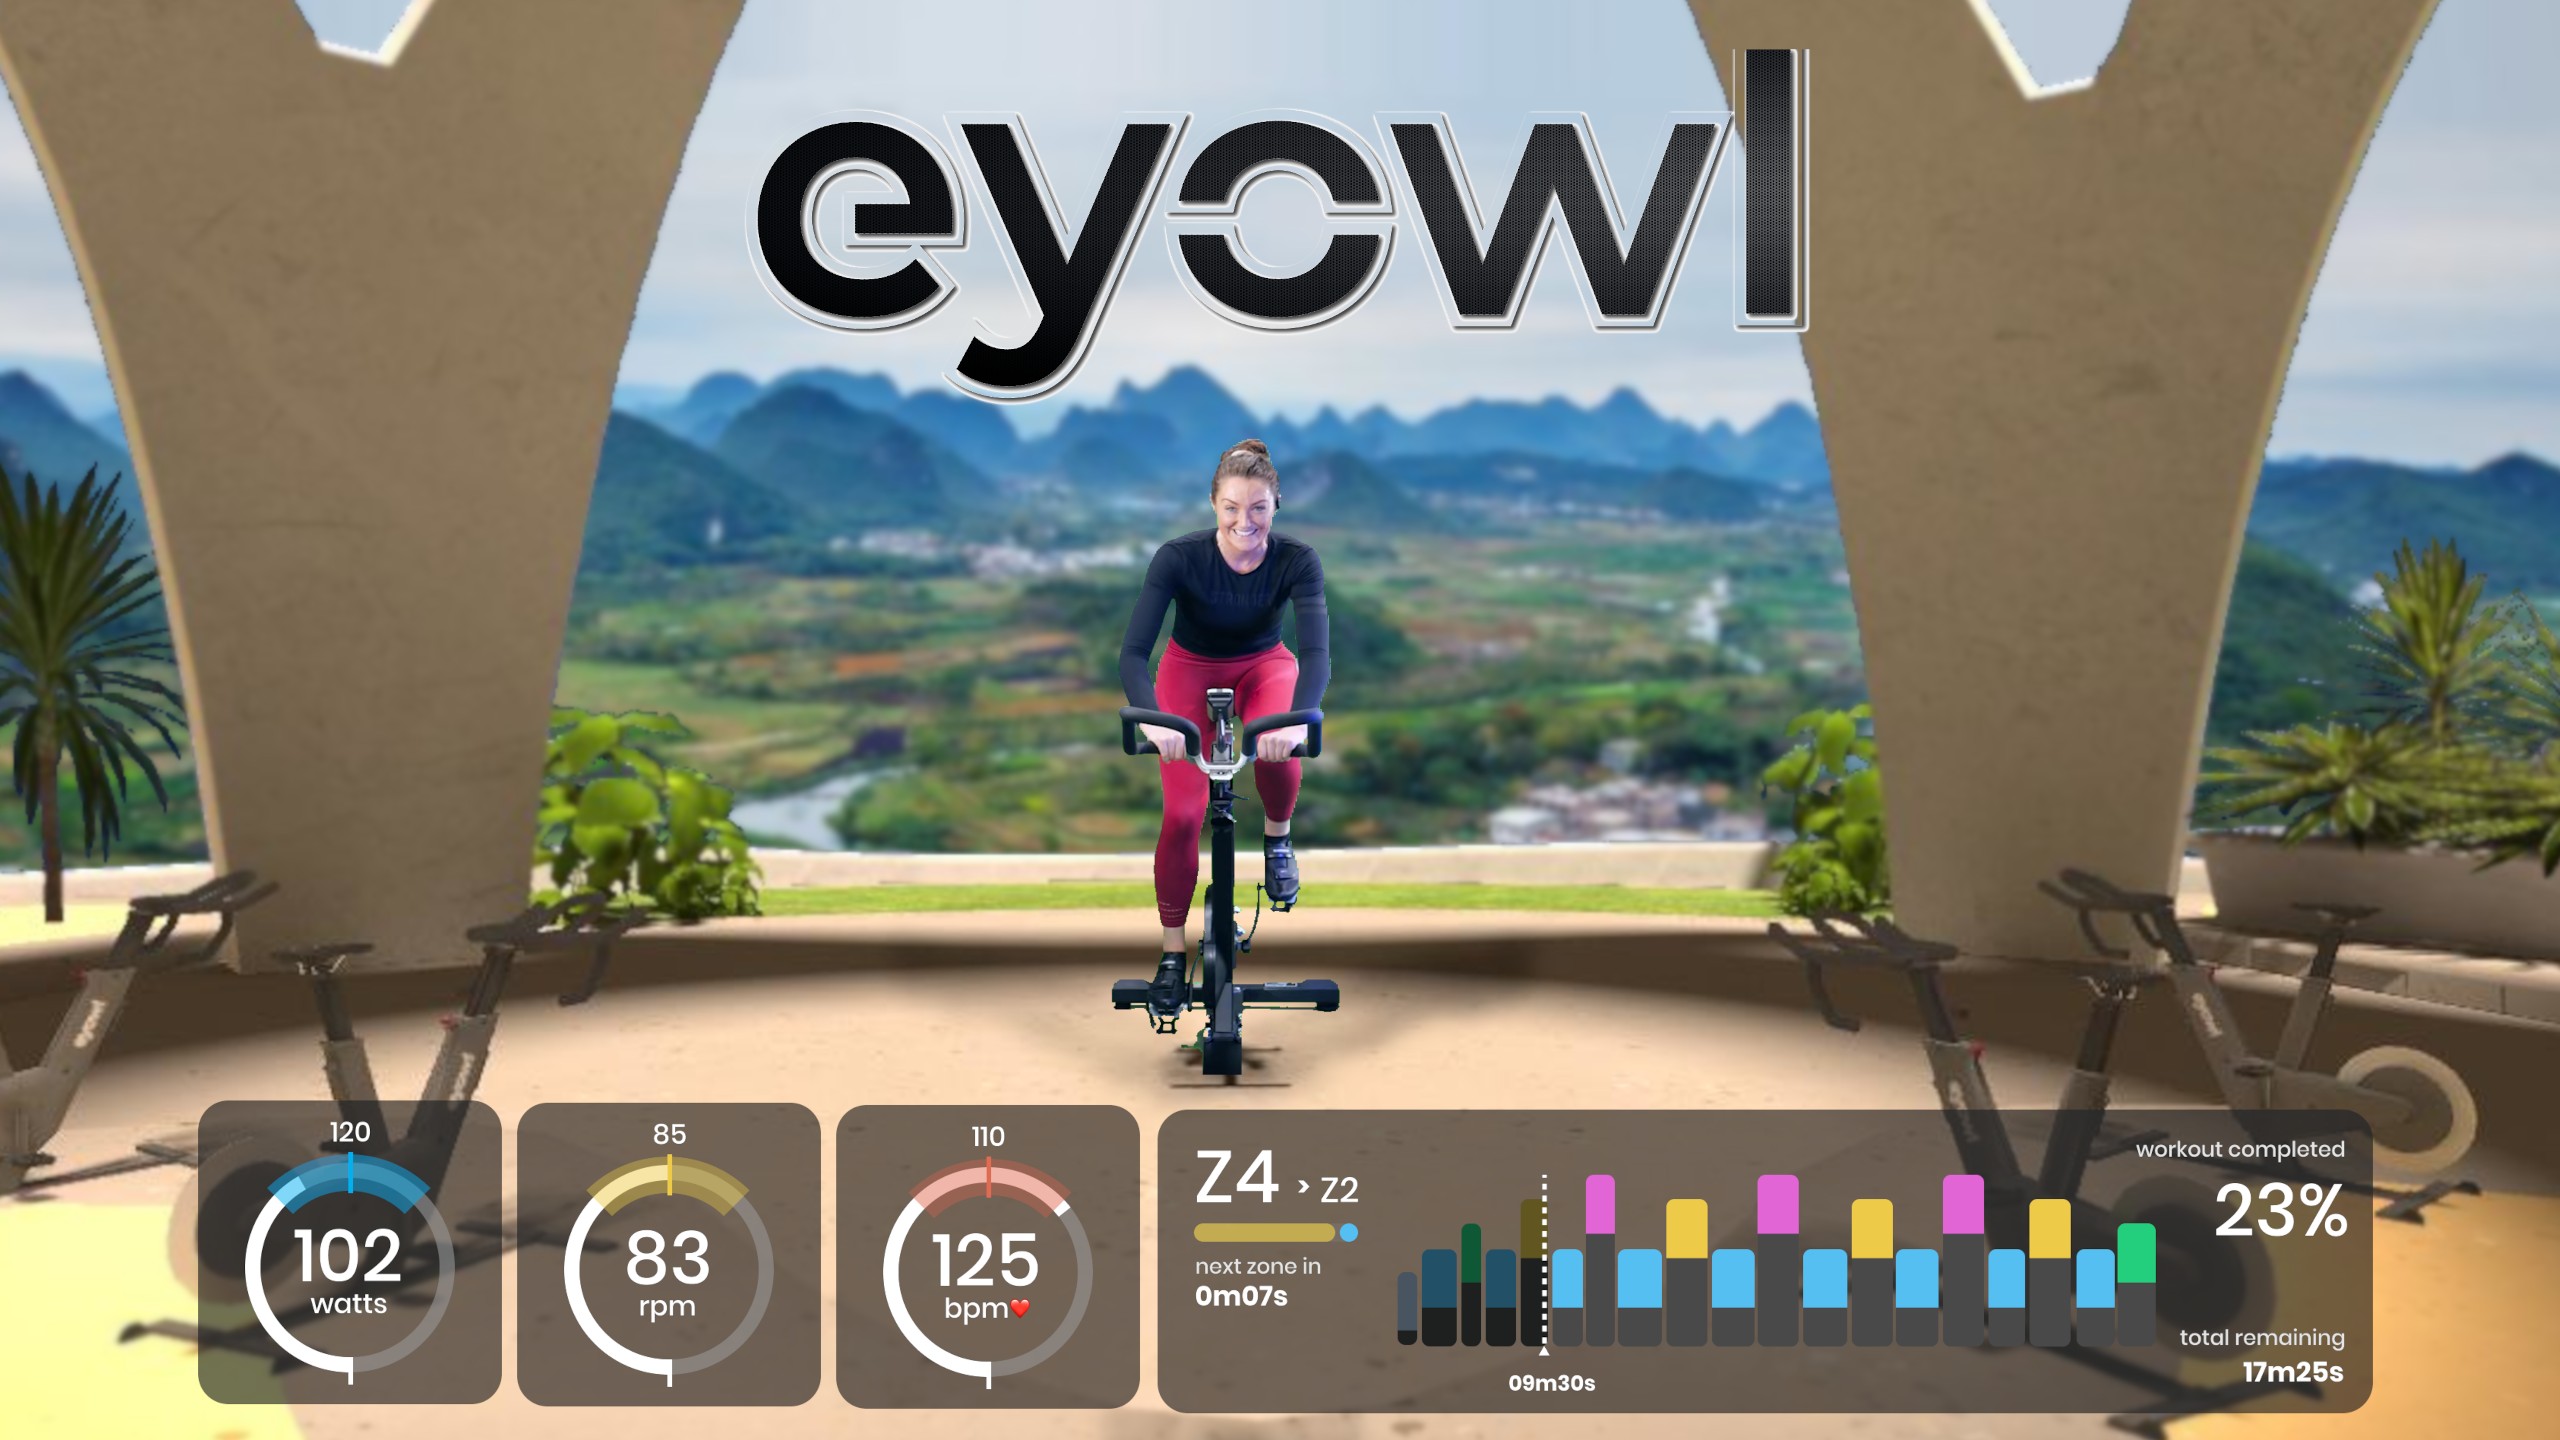 eyowl
120
102
watts
85
83
rpm
110
125
bpm❤️
Z4 > Z2
next zone in
0m07s
09m30s
workout completed
23%
total remaining
17m25s